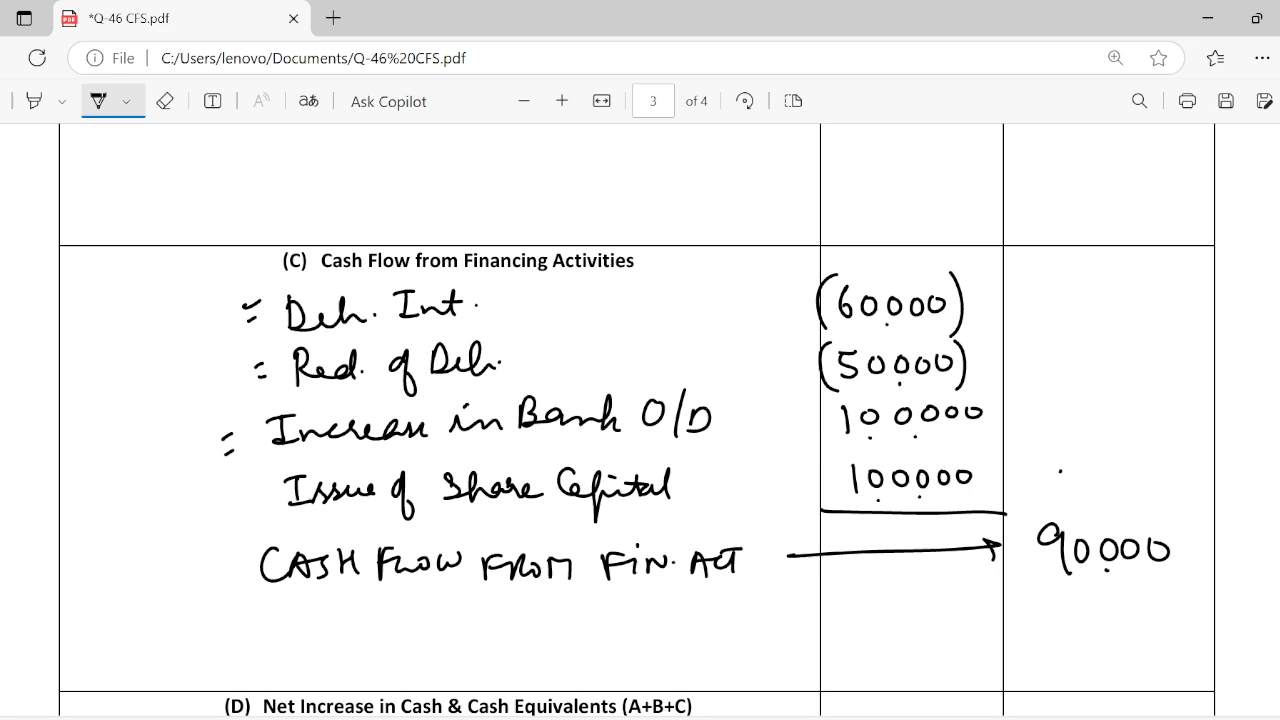 *Q-46 CFS.pdf
File C:/Users/lenovo/Documents/Q-46%20CFS.pdf
Ask Copilot 3 of 4
(C) Cash Flow from Financing Activities
Deb. Int. (60000)
Red. of Deb. (50000)
Increase in Bank O/D 100000
Issue of Share Capital 100000
CASH FLOW FROM FIN. ACT 90000
(D) Net Increase in Cash & Cash Equivalents (A+B+C)